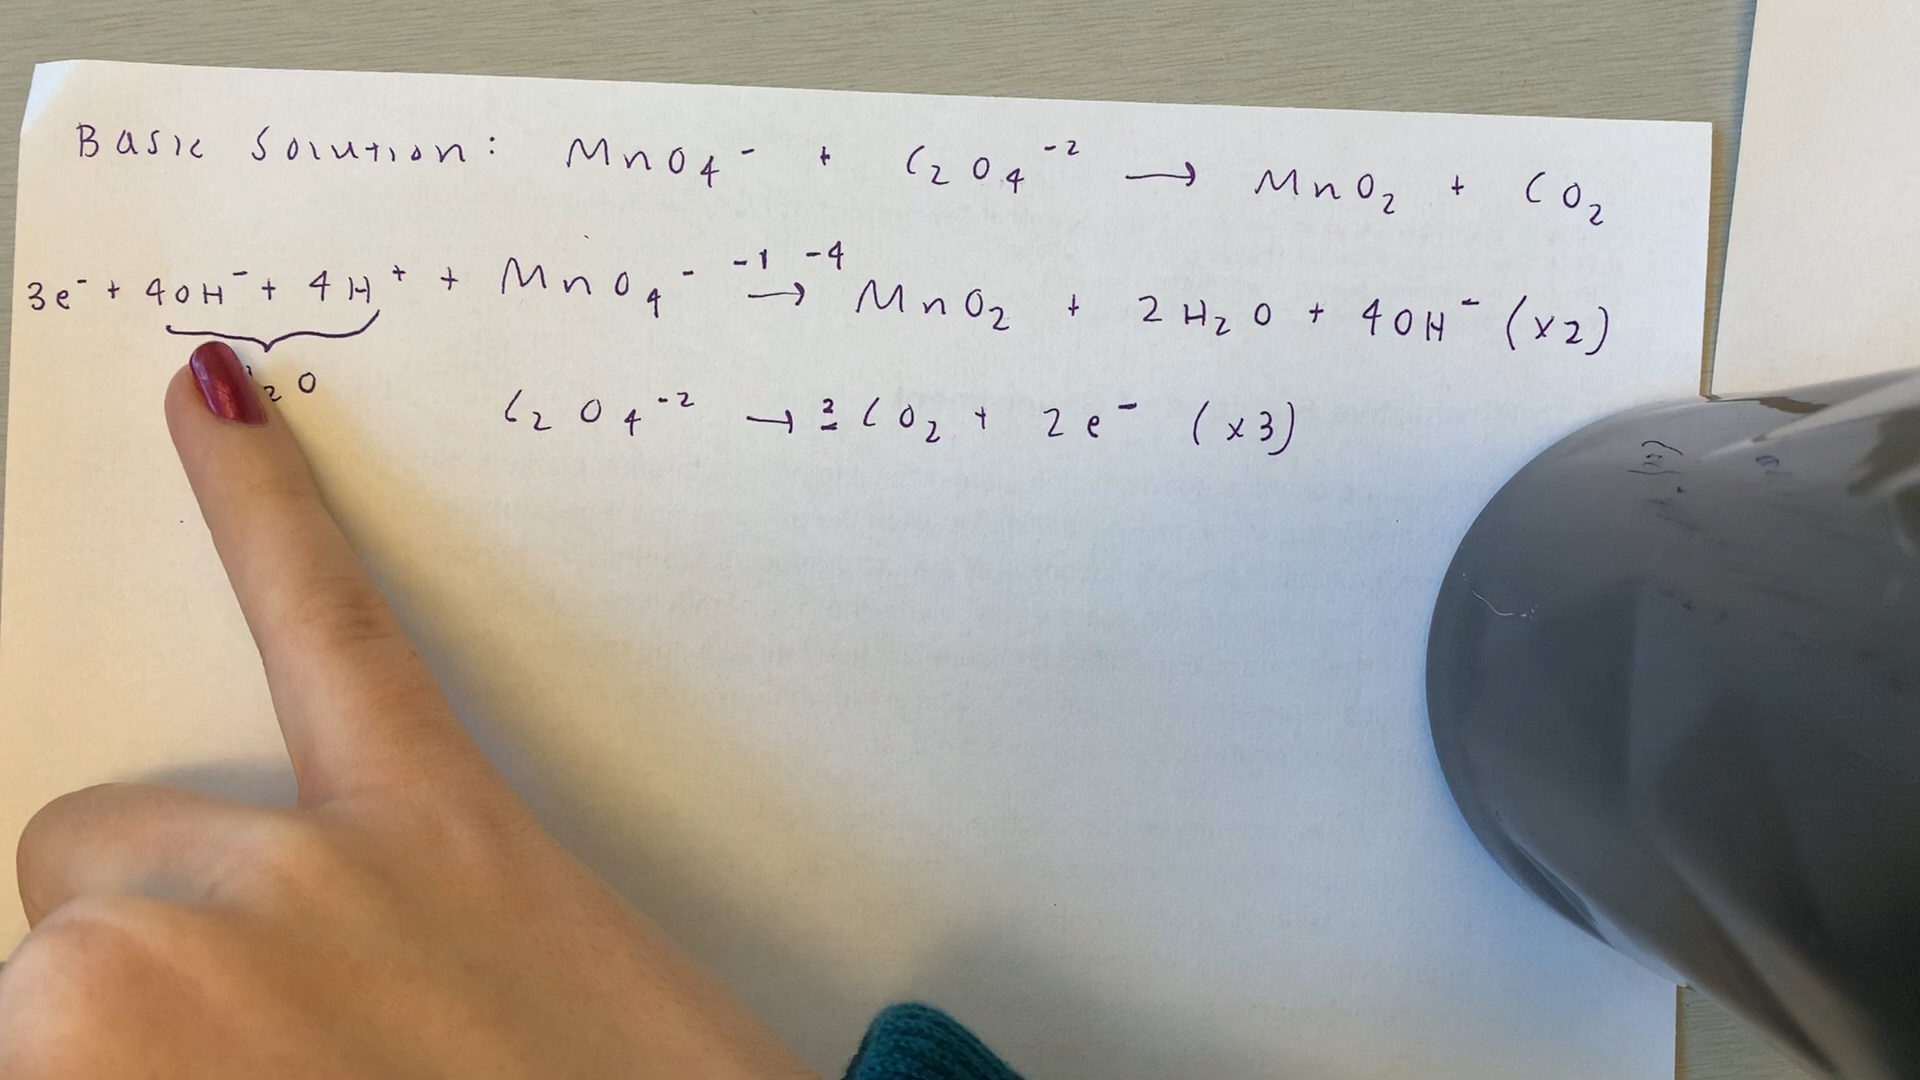 Basic Solution: MnO₄⁻ + C₂O₄⁻² → MnO₂ + CO₂
-1 -4
3e⁻ + 4OH⁻ + 4H⁺ + MnO₄⁻ → MnO₂ + 2H₂O + 4OH⁻ (x2)
₂O
C₂O₄⁻² → 2CO₂ + 2e⁻ (x3)